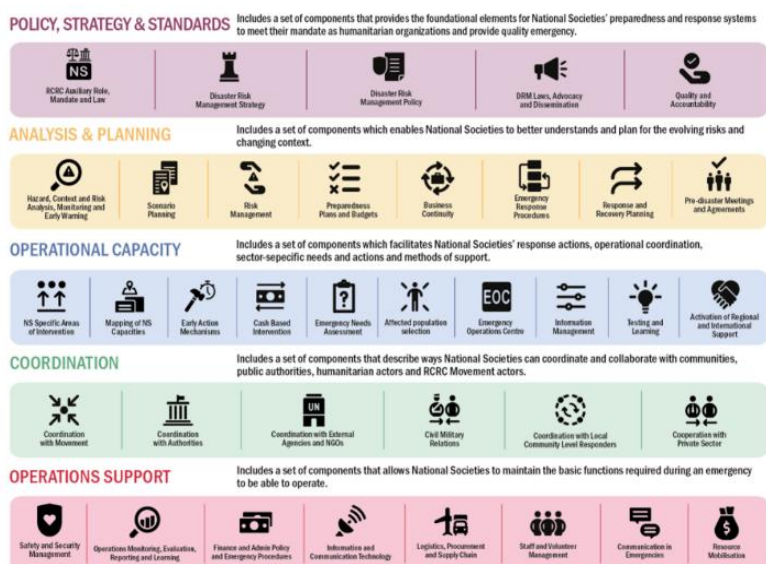 POLICY, STRATEGY & STANDARDS
Includes a set of components that provides the foundational elements for National Societies' preparedness and response systems
to meet their mandate as humanitarian organizations and provide quality emergency.
NS
RCRC Auxiliary Role,
Mandate and Law
Disaster Risk
Management Strategy
Disaster Risk
Management Policy
DRM Laws, Advocacy
and Dissemination
Quality and
Accountability
ANALYSIS & PLANNING
Includes a set of components which enables National Societies to better understands and plan for the evolving risks and
changing context.
Hazard, Context and Risk
Analysis, Monitoring and
Early Warning
Scenario
Planning
Risk
Management
Preparedness
Plans and Budgets
Business
Continuity
Emergency
Response
Procedures
Response and
Recovery Planning
Pre-disaster Meetings
and Agreements
OPERATIONAL CAPACITY
Includes a set of components which facilitates National Societies' response actions, operational coordination,
sector-sepecific needs and actions and methods of support.
NS Specific Areas
of Intervention
Mapping of NS
Capacities
Early Action
Mechanisms
Cash Based
Intervention
Emergency Needs
Assessment
Affected population
selection
EOC
Emergency
Operations Centre
Information
Management
Testing and
Learning
Activation of Regional
and International
Support
COORDINATION
Includes a set of components that describe ways National Societies can coordinate and collaborate with communities,
public authorities, humanitarian actors and RCRC Movement actors.
Coordination
with Movement
Coordination
with Authorities
UN
Coordination with External
Agencies and NGOs
Civil Military
Relations
Coordination with Local
Community Level Responders
Cooperation with
Private Sector
OPERATIONS SUPPORT
Includes a set of components that allows National Societies to maintain the basic functions required during an emergency
to be able to operate.
Safety and Security
Management
Operations Monitoring, Evaluation,
Reporting and Learning
Finance and Admin Policy
and Emergency Procedures
Information and
Communication Technology
Logistics, Procurement
and Supply Chain
Staff and Volunteer
Management
Communication in
Emergencies
$
Resource
Mobilisation